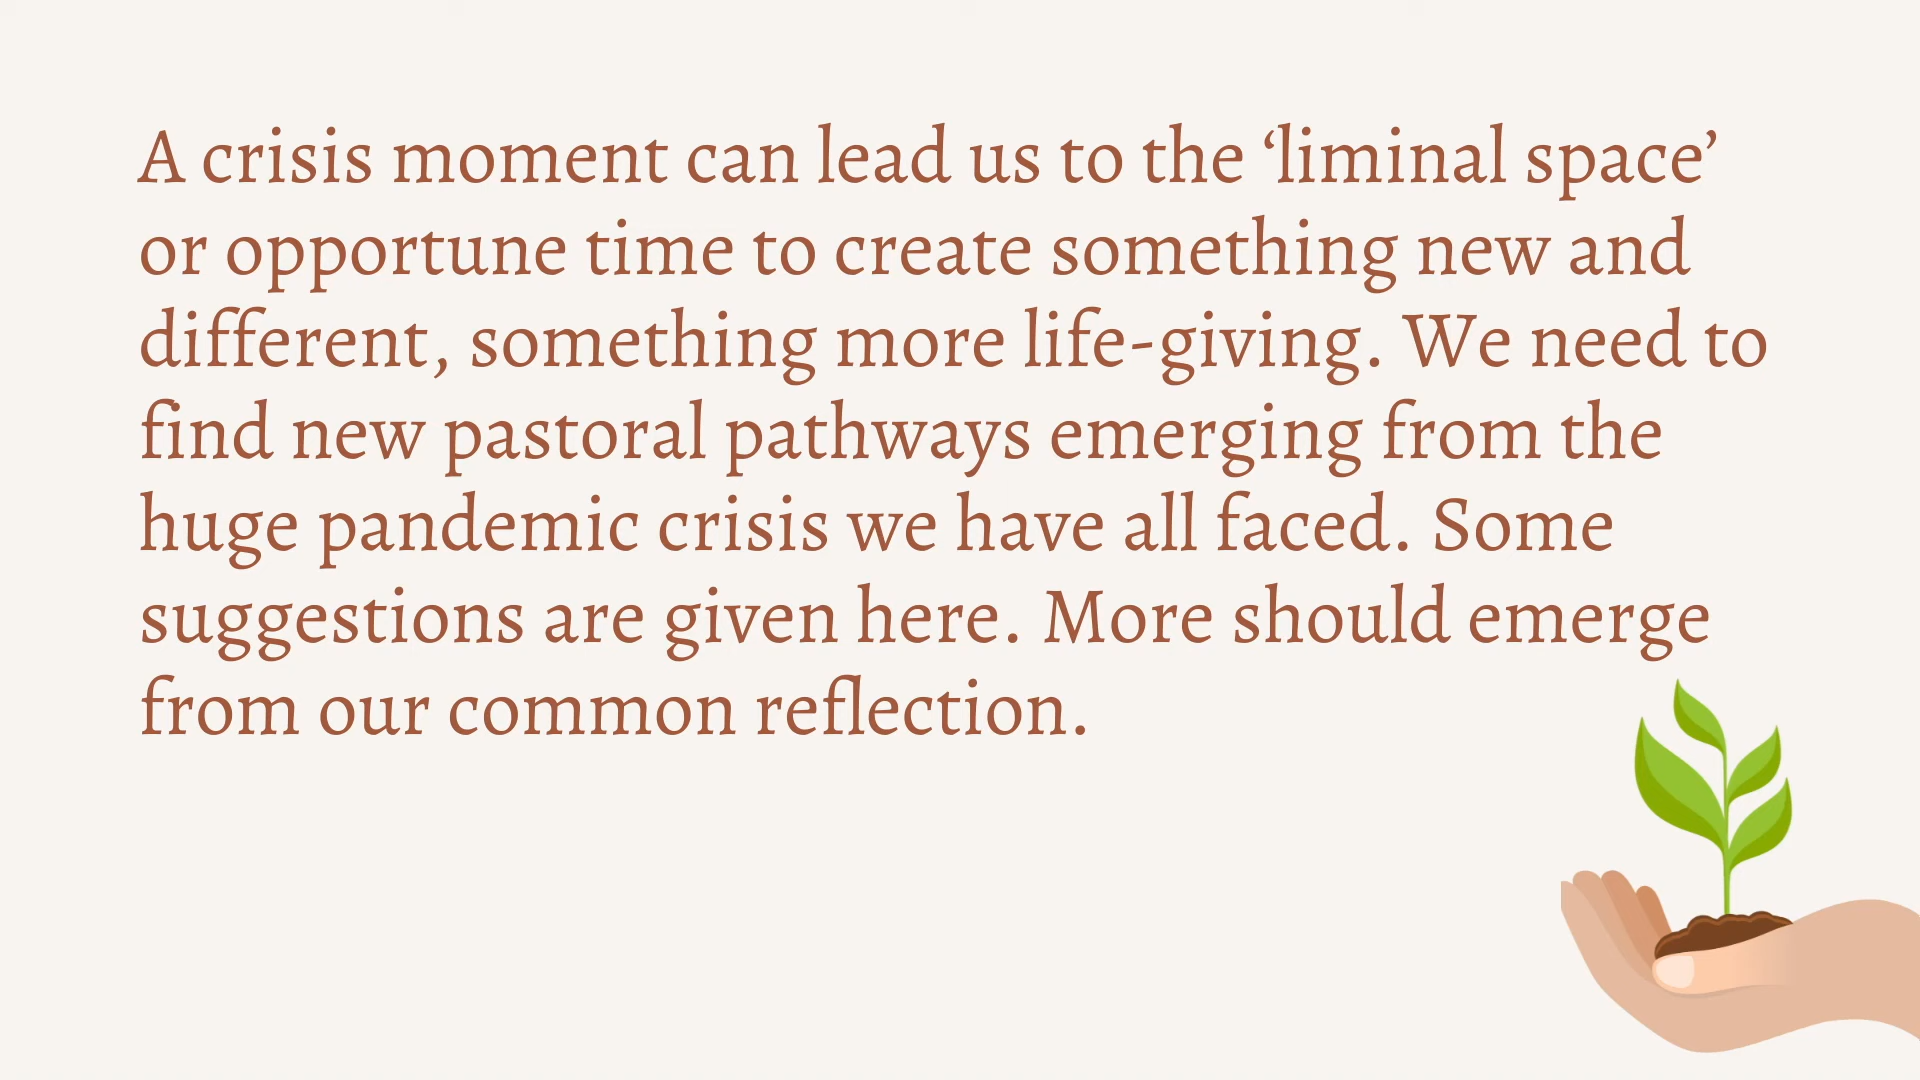 A crisis moment can lead us to the ‘liminal space’
or opportune time to create something new and
different, something more life-giving. We need to
find new pastoral pathways emerging from the
huge pandemic crisis we have all faced. Some
suggestions are given here. More should emerge
from our common reflection.